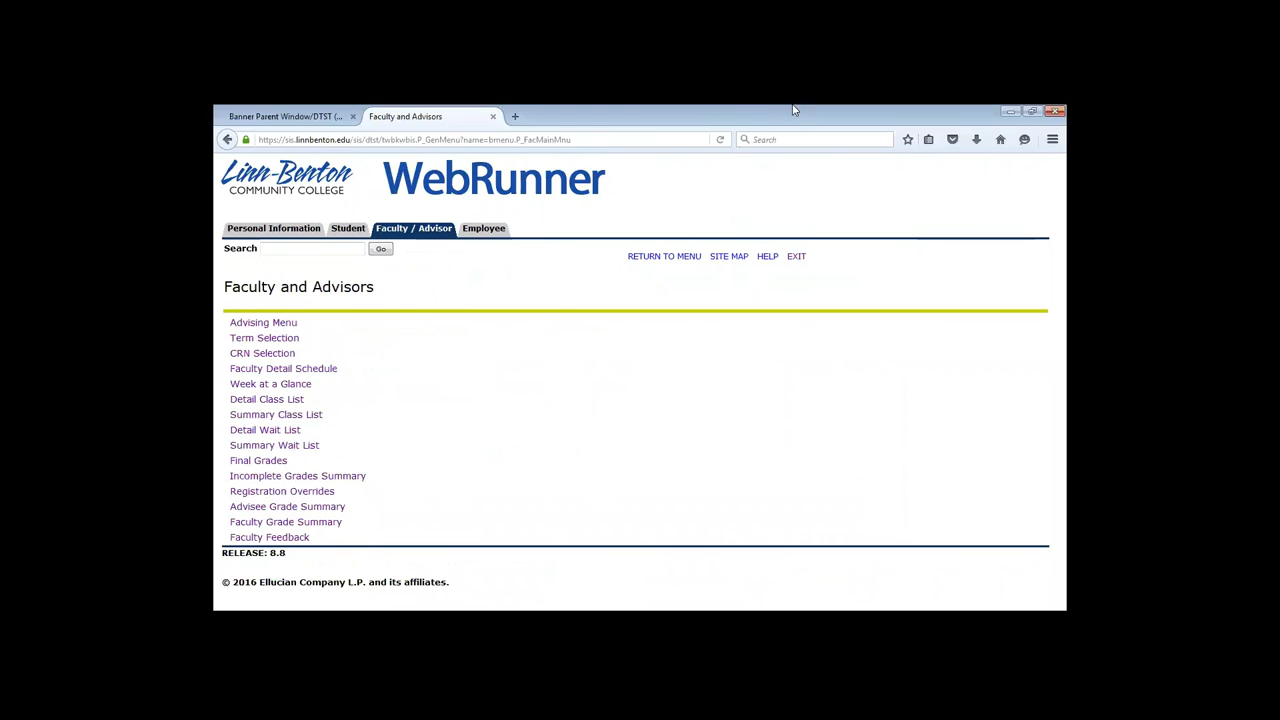 Banner Parent Window/DTST (...
Faculty and Advisors
https://sis.linnbenton.edu/sis/dtst/twbkwbis.P_GenMenu?name=bmenu.P_FacMainMnu
Search
Linn-Benton
COMMUNITY COLLEGE
WebRunner
Personal Information Student Faculty / Advisor Employee
Search Go
RETURN TO MENU SITE MAP HELP EXIT
Faculty and Advisors
Advising Menu
Term Selection
CRN Selection
Faculty Detail Schedule
Week at a Glance
Detail Class List
Summary Class List
Detail Wait List
Summary Wait List
Final Grades
Incomplete Grades Summary
Registration Overrides
Advisee Grade Summary
Faculty Grade Summary
Faculty Feedback
RELEASE: 8.8
© 2016 Ellucian Company L.P. and its affiliates.